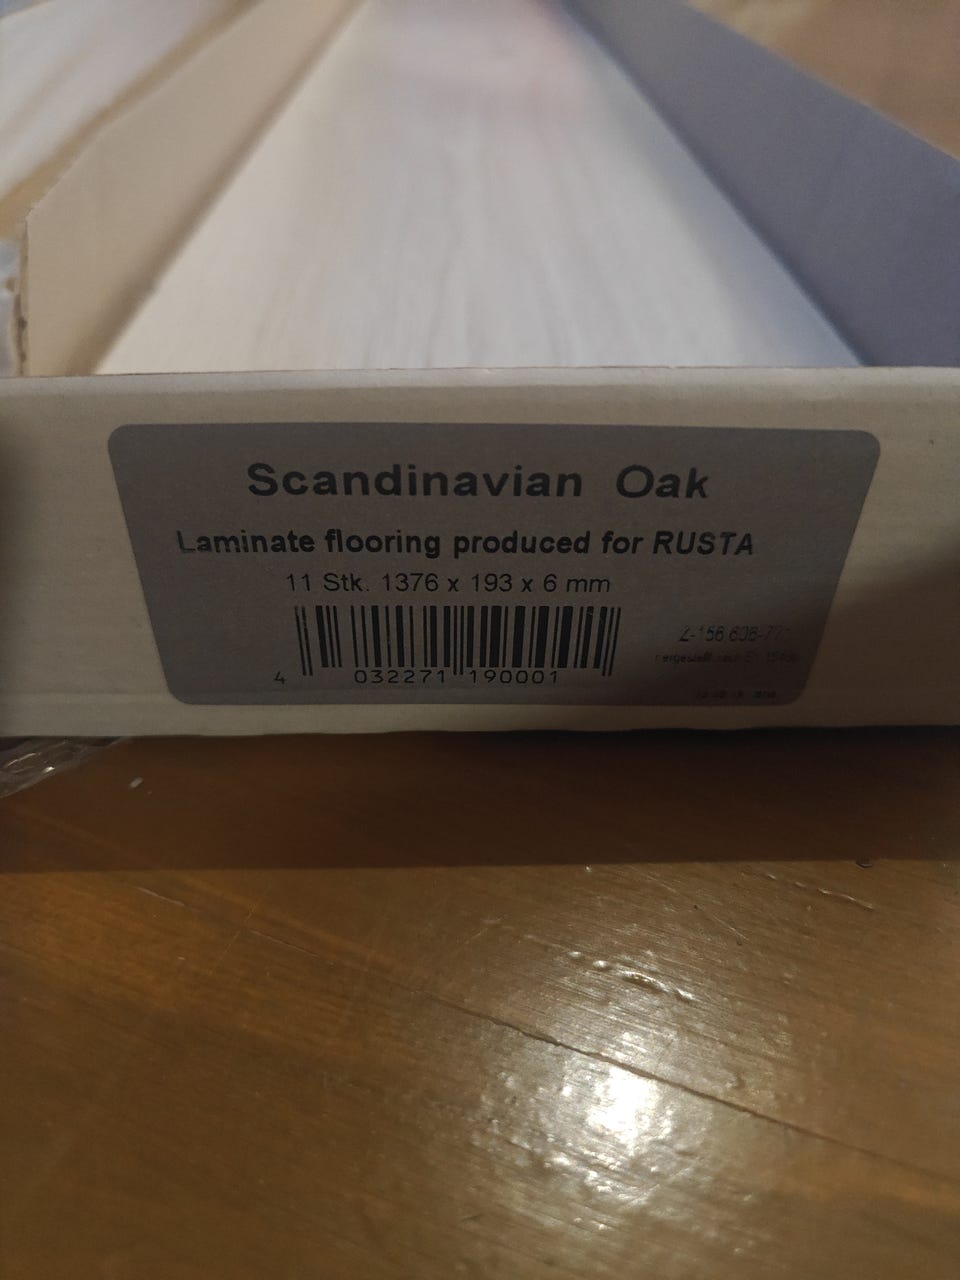 Scandinavian Oak
Laminate flooring produced for RUSTA
11 Stk. 1376 x 193 x 6 mm
4 032271 190001